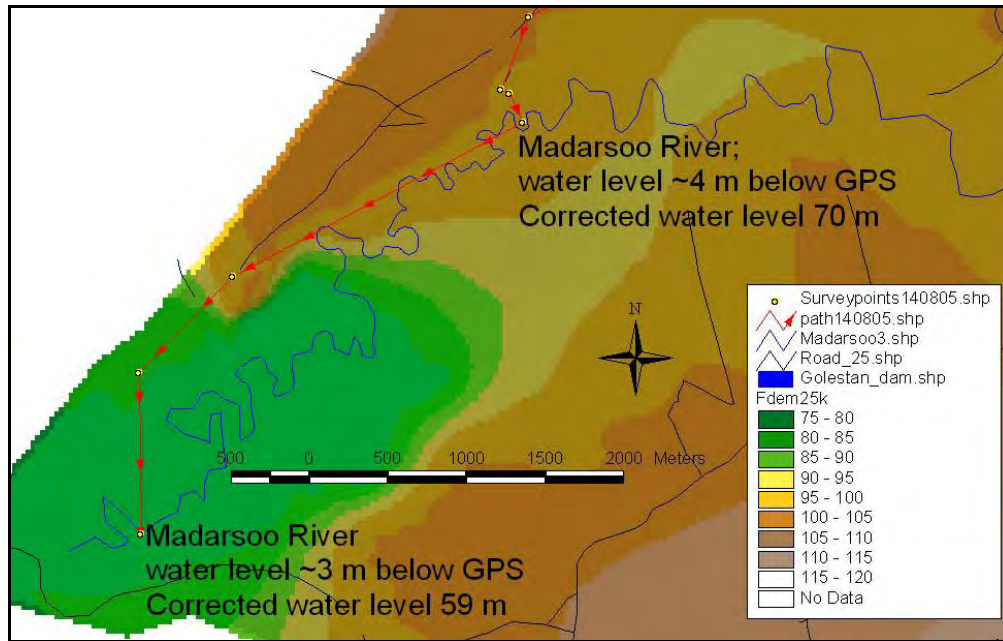 Madarsoo River;
water level ~4 m below GPS
Corrected water level 70 m
N
Surveypoints140805.shp
path140805.shp
Madarsoo3.shp
Road_25.shp
Golestan_dam.shp
Fdem25k
75 - 80
80 - 85
85 - 90
90 - 95
95 - 100
100 - 105
105 - 110
110 - 115
115 - 120
No Data
500 0 500 1000 1500 2000 Meters
Madarsoo River
water level ~3 m below GPS
Corrected water level 59 m